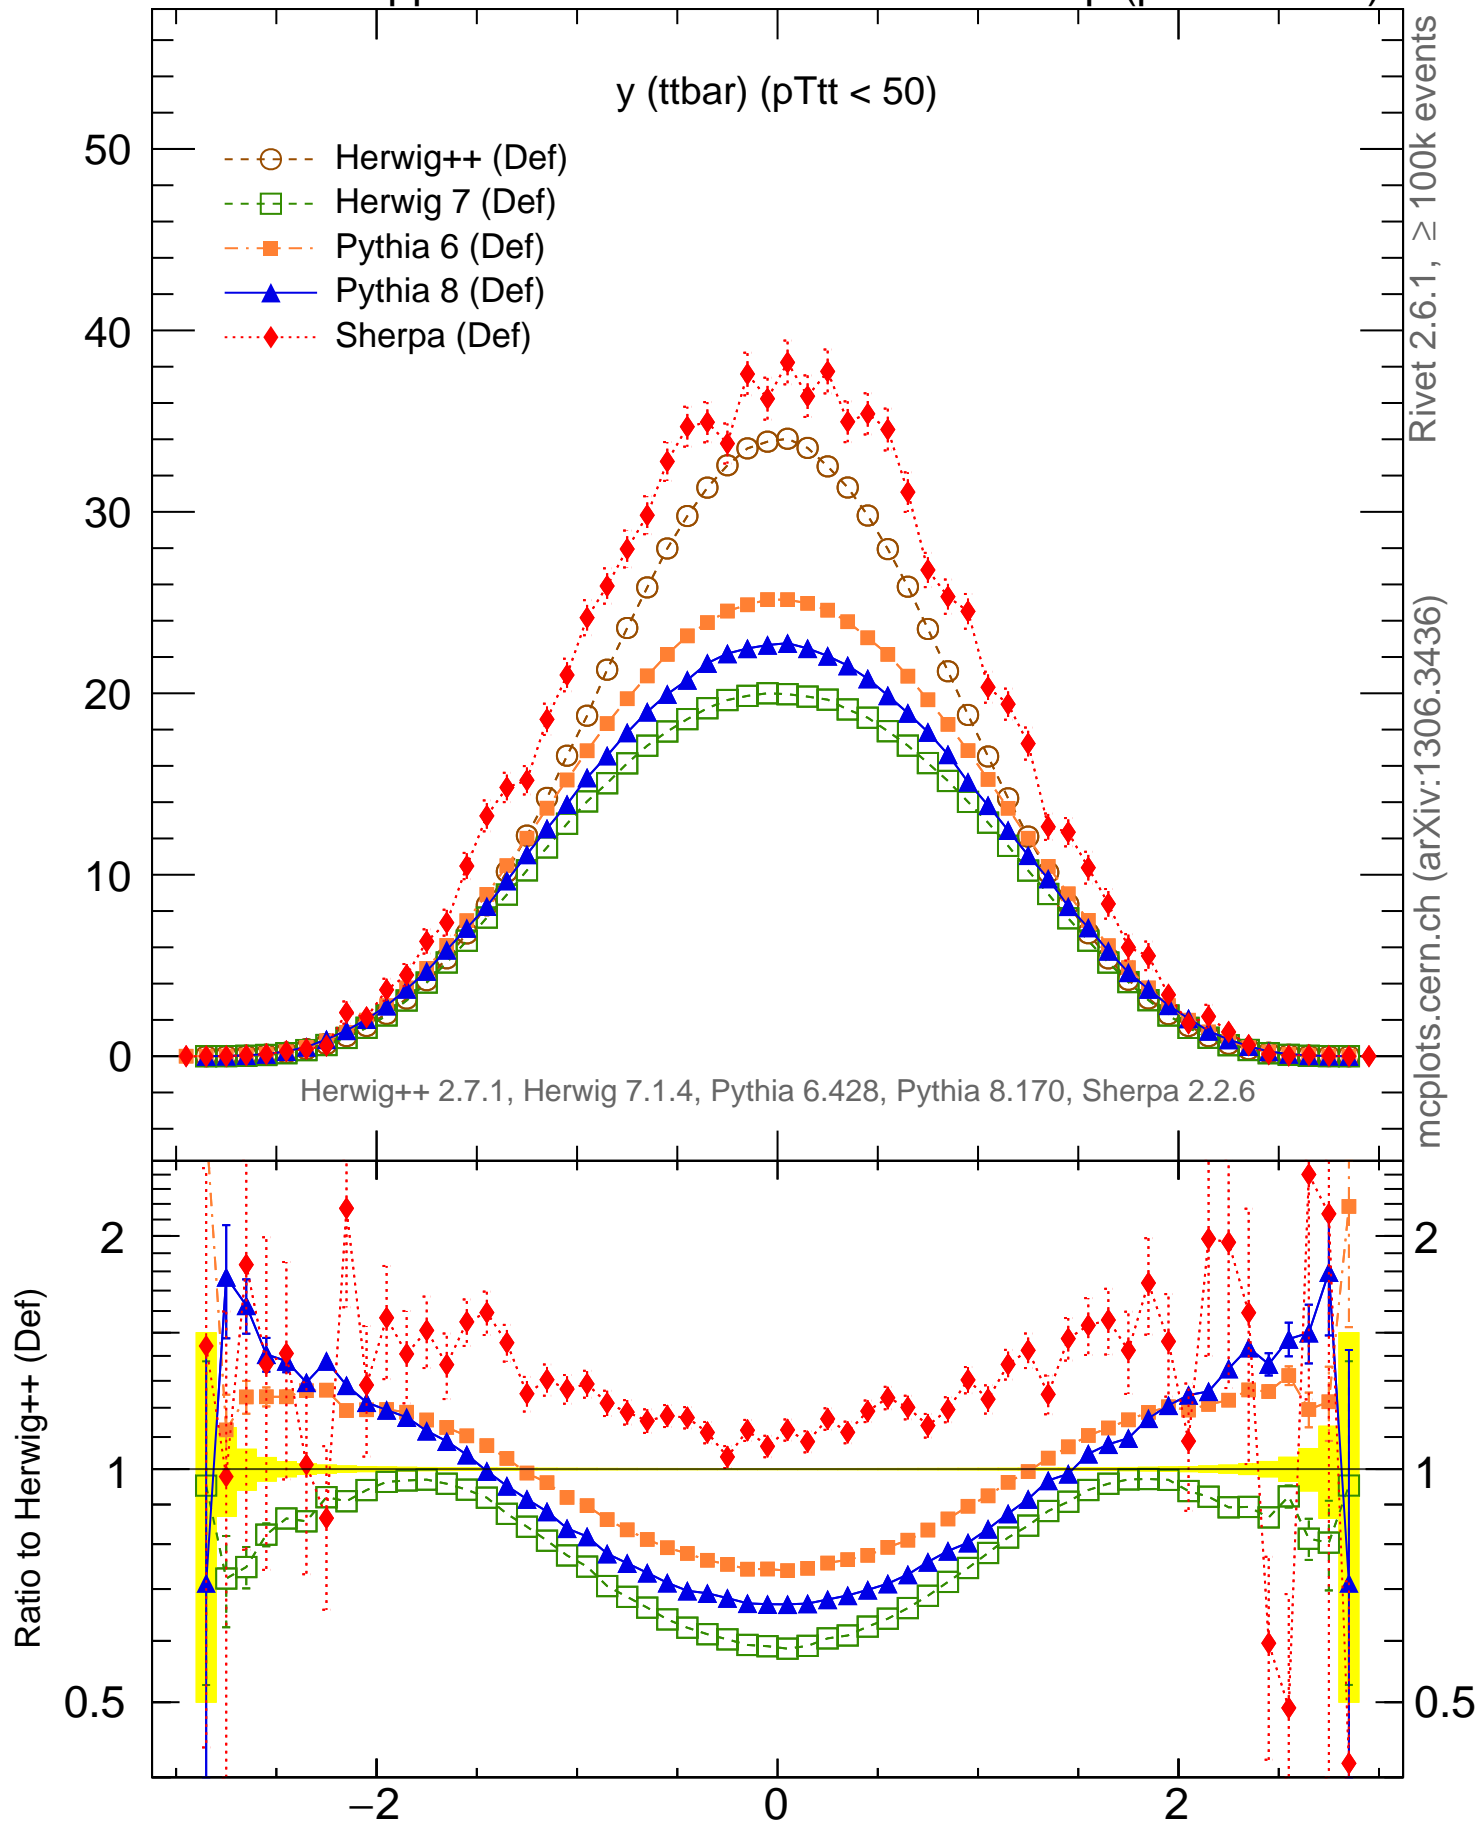 y (ttbar) (pTtt < 50)
Herwig++ (Def)
Herwig 7 (Def)
Pythia 6 (Def)
Pythia 8 (Def)
Sherpa (Def)
50
40
30
20
10
0
Herwig++ 2.7.1, Herwig 7.1.4, Pythia 6.428, Pythia 8.170, Sherpa 2.2.6
Rivet 2.6.1, ≥ 100k events
mcplots.cern.ch (arXiv:1306.3436)
Ratio to Herwig++ (Def)
2
1
0.5
2
1
0.5
−2
0
2